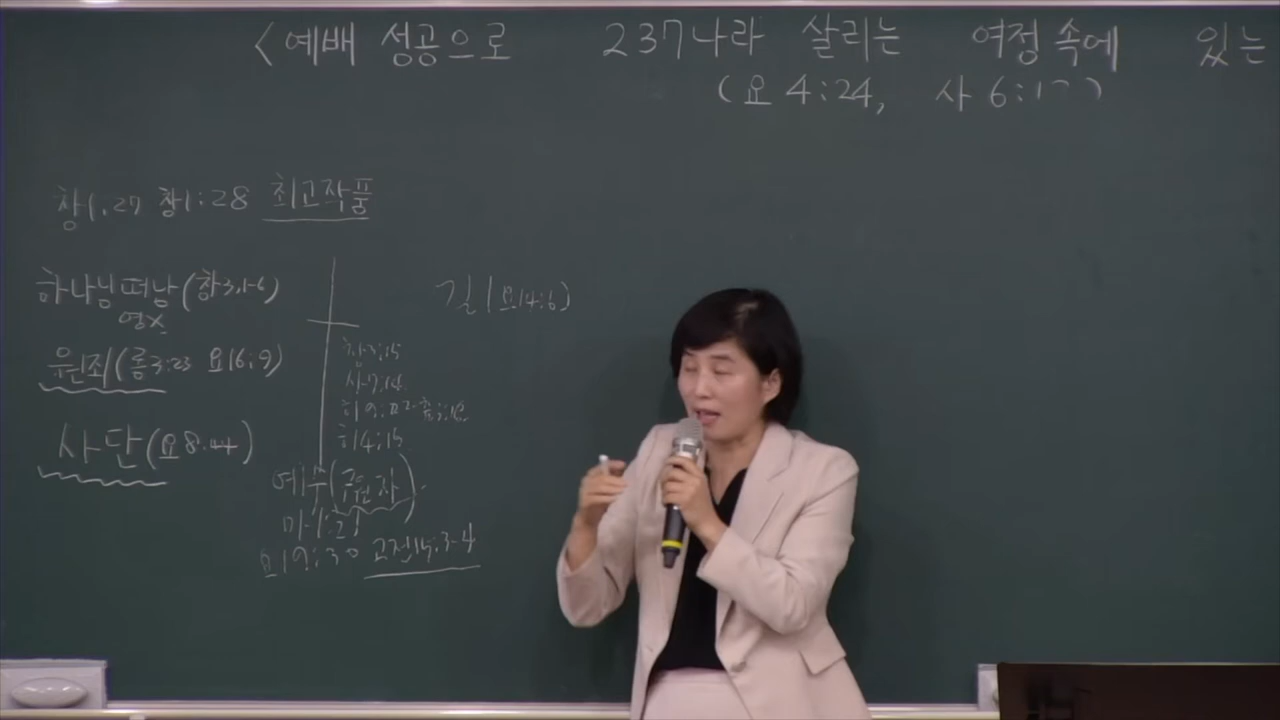 <예배 성공으로 237나라 살리는 여정 속에 있는
(요 4:24, 사 6:13)
창1.27 창1:28 최고작품
하나님떠남(창3.1-6)
영X
원죄(롬3:23 요16:9)
사단(요8.44)
길(요14:6)
창3:15
사7.14
히4:15
예수(구원자).
마1:21
요19:30 고전15:3-4